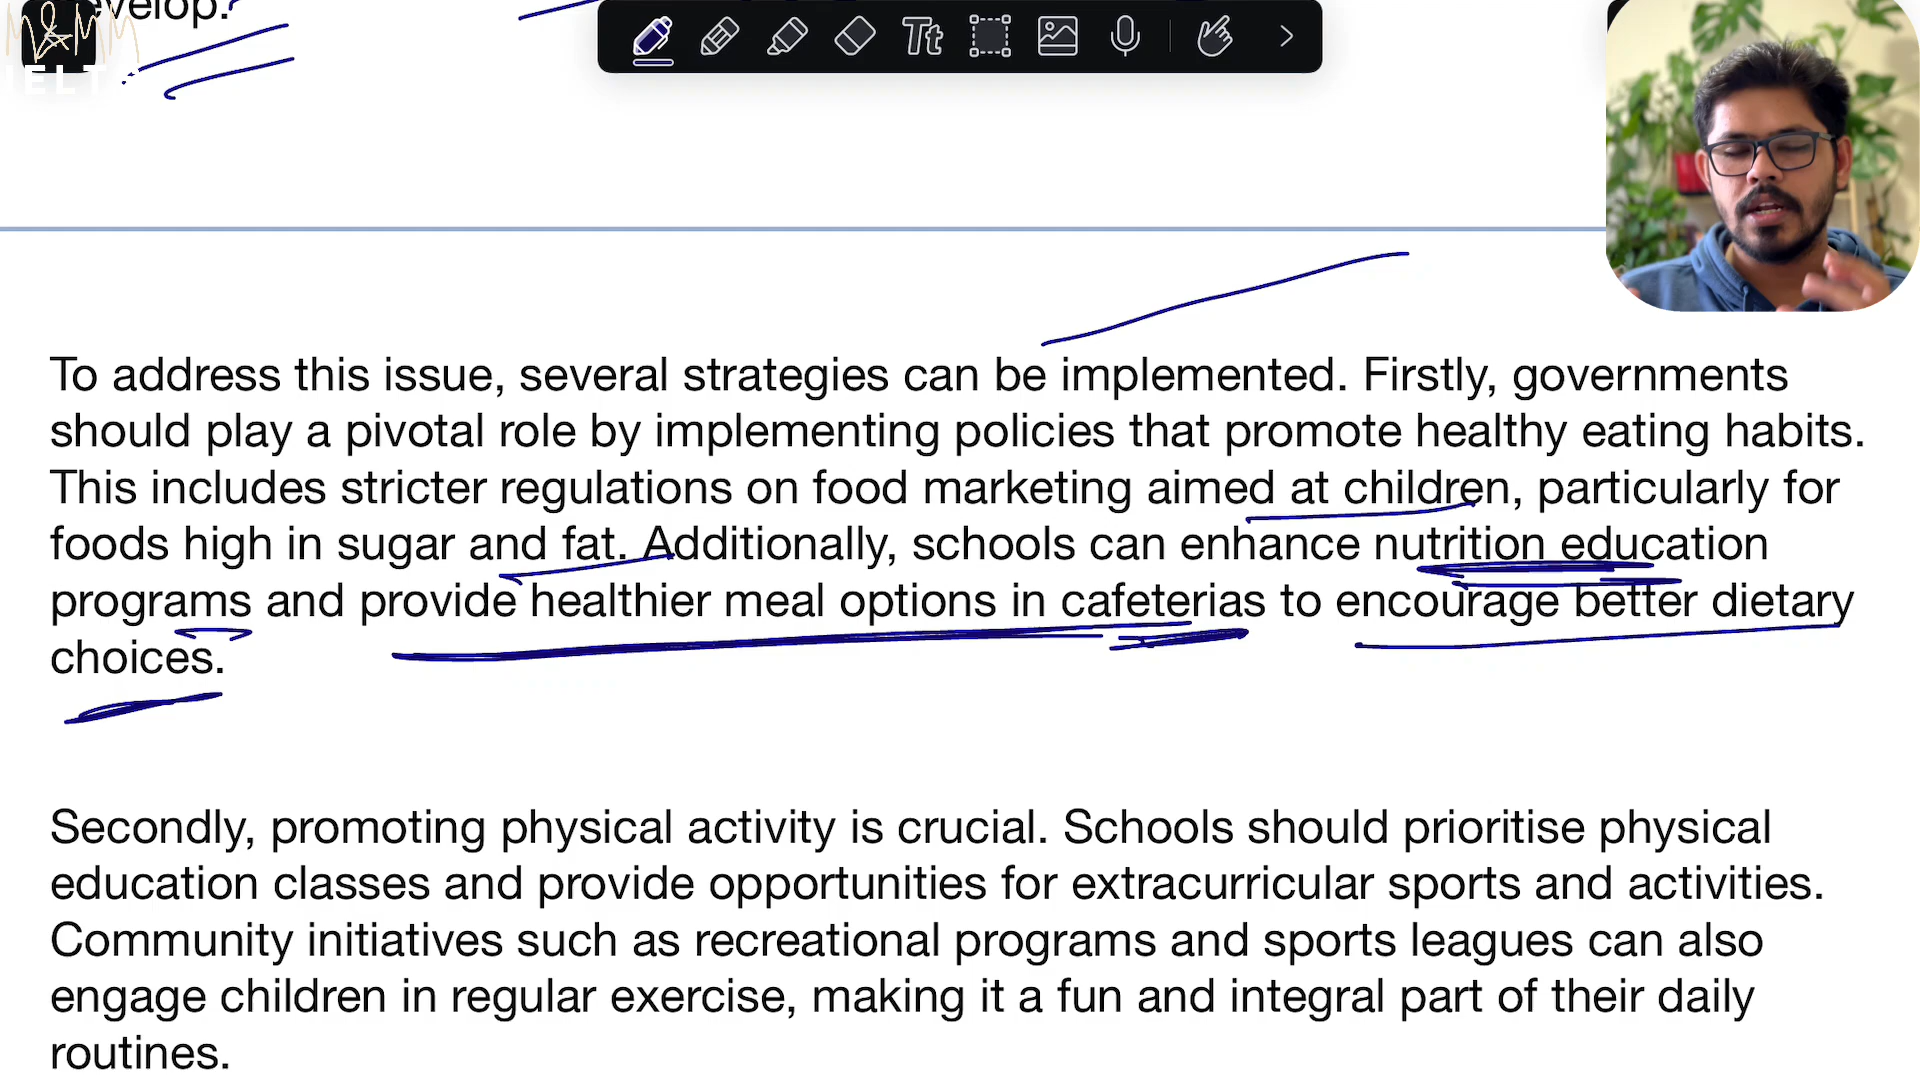 evelop.
M&MM
IELT
Tt
To address this issue, several strategies can be implemented. Firstly, governments
should play a pivotal role by implementing policies that promote healthy eating habits.
This includes stricter regulations on food marketing aimed at children, particularly for
foods high in sugar and fat. Additionally, schools can enhance nutrition education
programs and provide healthier meal options in cafeterias to encourage better dietary
choices.
Secondly, promoting physical activity is crucial. Schools should prioritise physical
education classes and provide opportunities for extracurricular sports and activities.
Community initiatives such as recreational programs and sports leagues can also
engage children in regular exercise, making it a fun and integral part of their daily
routines.